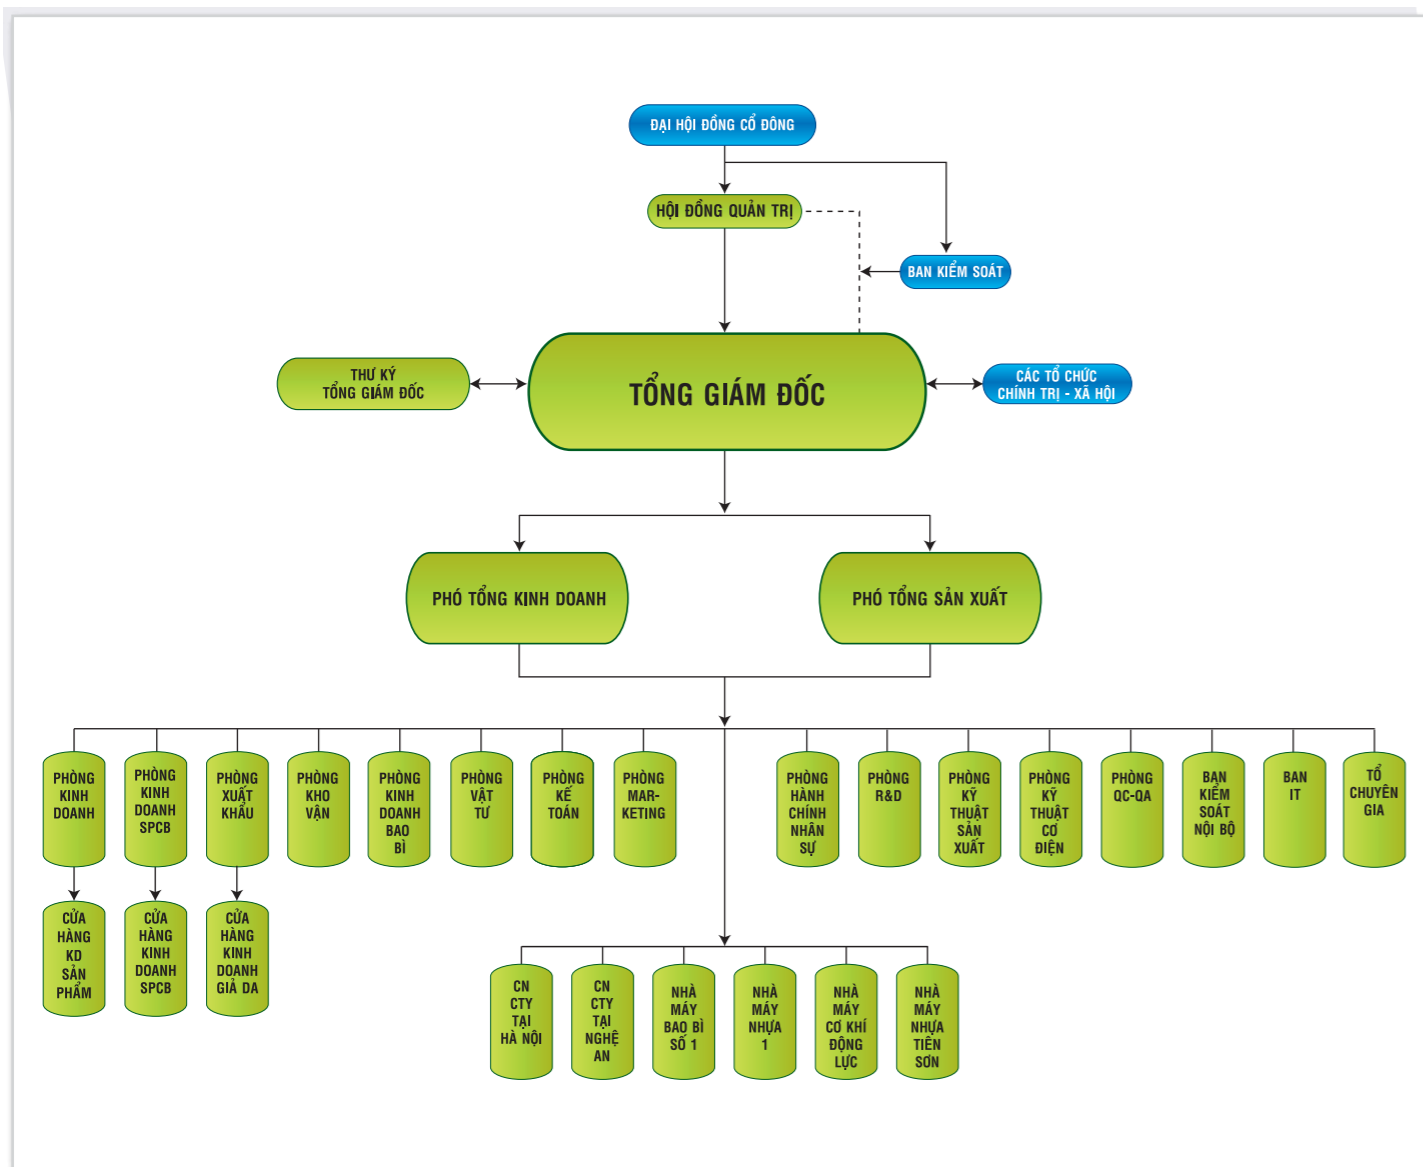 ĐẠI HỘI ĐỒNG CỔ ĐÔNG
HỘI ĐỒNG QUẢN TRỊ
BAN KIỂM SOÁT
THƯ KÝ
TỔNG GIÁM ĐỐC
TỔNG GIÁM ĐỐC
CÁC TỔ CHỨC
CHÍNH TRỊ - XÃ HỘI
PHÓ TỔNG KINH DOANH
PHÓ TỔNG SẢN XUẤT
PHÒNG
KINH
DOANH
PHÒNG
KINH
DOANH
SPCB
PHÒNG
XUẤT
KHẨU
PHÒNG
KHO
VẬN
PHÒNG
KINH
DOANH
BAO
BÌ
PHÒNG
VẬT
TƯ
PHÒNG
KẾ
TOÁN
PHÒNG
MAR-
KETING
PHÒNG
HÀNH
CHÍNH
NHÂN
SỰ
PHÒNG
R&D
PHÒNG
KỸ
THUẬT
SẢN
XUẤT
PHÒNG
KỸ
THUẬT
CƠ
ĐIỆN
PHÒNG
QC-QA
BAN
KIỂM
SOÁT
NỘI BỘ
BAN
IT
TỔ
CHUYÊN
GIA
CỬA
HÀNG
KD
SẢN
PHẨM
CỬA
HÀNG
KINH
DOANH
SPCB
CỬA
HÀNG
KINH
DOANH
GIẢ DA
CN
CTY
TẠI
HÀ NỘI
CN
CTY
TẠI
NGHỆ
AN
NHÀ
MÁY
BAO BÌ
SỐ 1
NHÀ
MÁY
NHỰA
1
NHÀ
MÁY
CƠ KHÍ
ĐỘNG
LỰC
NHÀ
MÁY
NHỰA
TIÊN
SƠN